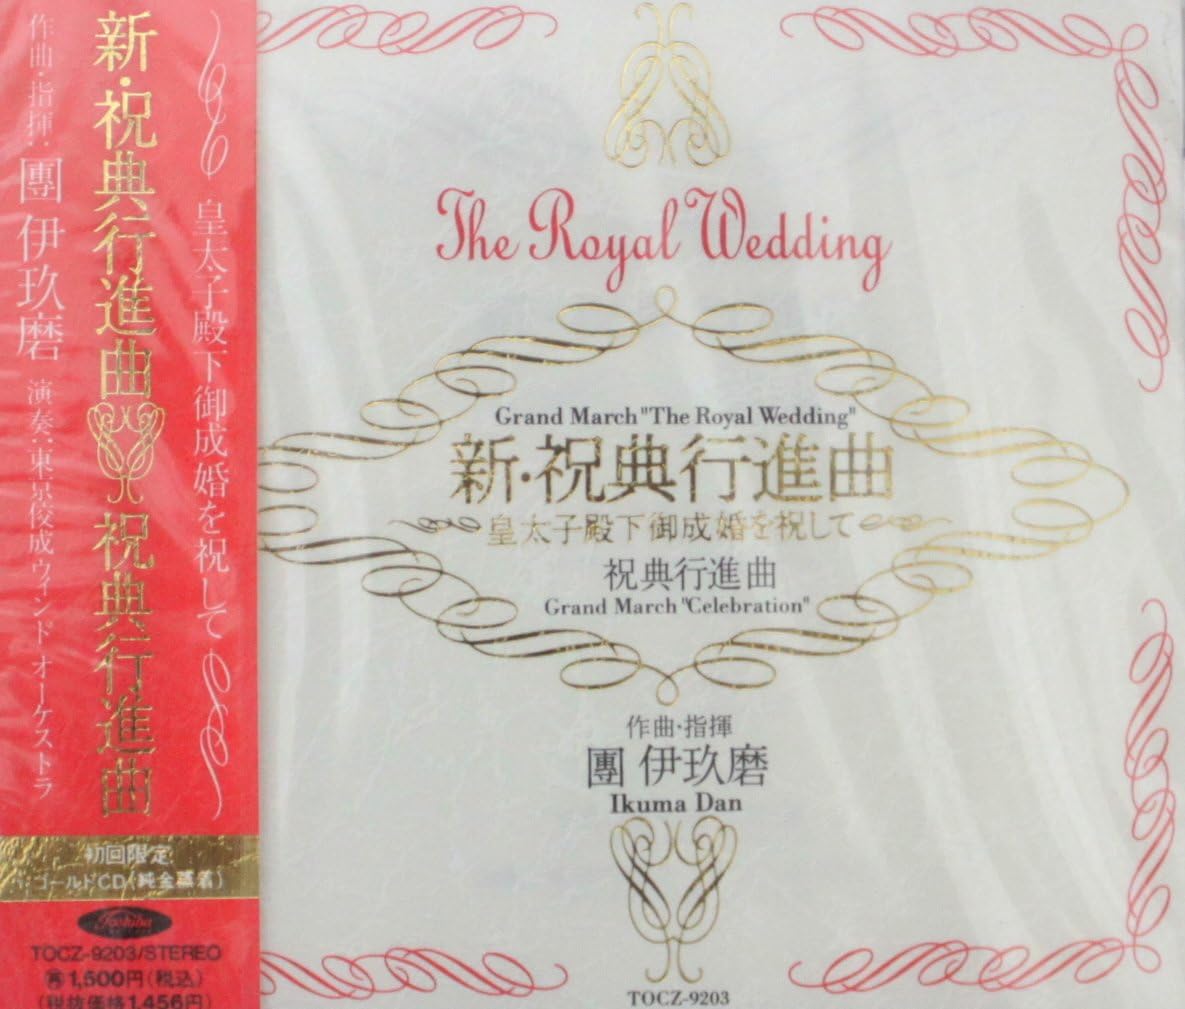 皇太子殿下御成婚を祝して
新・祝典行進曲 祝典行進曲
作曲・指揮:團 伊玖磨 演奏:東京佼成ウィンド オーケストラ
初回限定
ゴールドCD(純金蒸着)
Toshiba
TOCZ-9203/STEREO
1,500円(税込)
(税抜価格1,456円)
The Royal Wedding
Grand March "The Royal Wedding"
新・祝典行進曲
皇太子殿下御成婚を祝して
祝典行進曲
Grand March "Celebration"
作曲・指揮
團 伊玖磨
Ikuma Dan
TOCZ-9203